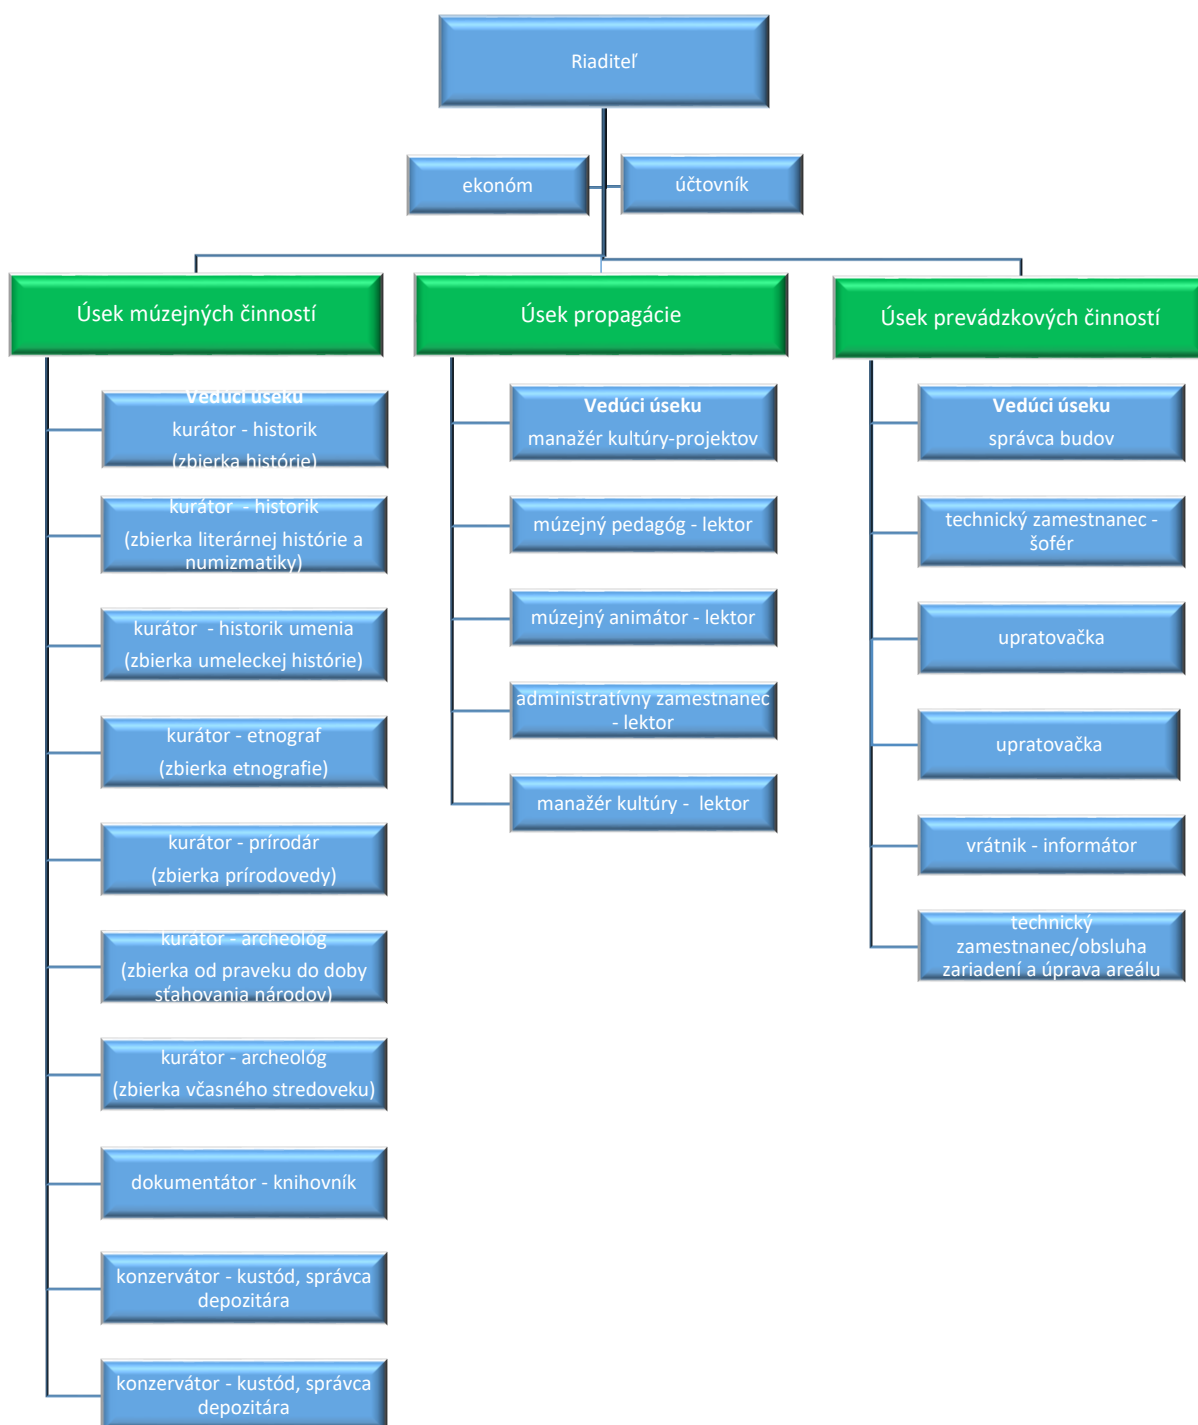 Riaditeľ
ekonóm
účtovník
Úsek múzejných činností
Vedúci úseku
kurátor - historik
(zbierka histórie)
kurátor - historik
(zbierka literárnej histórie a
numizmatiky)
kurátor - historik umenia
(zbierka umeleckej histórie)
kurátor - etnograf
(zbierka etnografie)
kurátor - prírodár
(zbierka prírodovedy)
kurátor - archeológ
(zbierka od praveku do doby
sťahovania národov)
kurátor - archeológ
(zbierka včasného stredoveku)
dokumentátor - knihovník
konzervátor - kustód, správca
depozitára
konzervátor - kustód, správca
depozitára
Úsek propagácie
Vedúci úseku
manažér kultúry-projektov
múzejný pedagóg - lektor
múzejný animátor - lektor
administratívny zamestnanec
- lektor
manažér kultúry - lektor
Úsek prevádzkových činností
Vedúci úseku
správca budov
technický zamestnanec -
šofér
upratovačka
upratovačka
vrátnik - informátor
technický
zamestnanec/obsluha
zariadení a úprava areálu